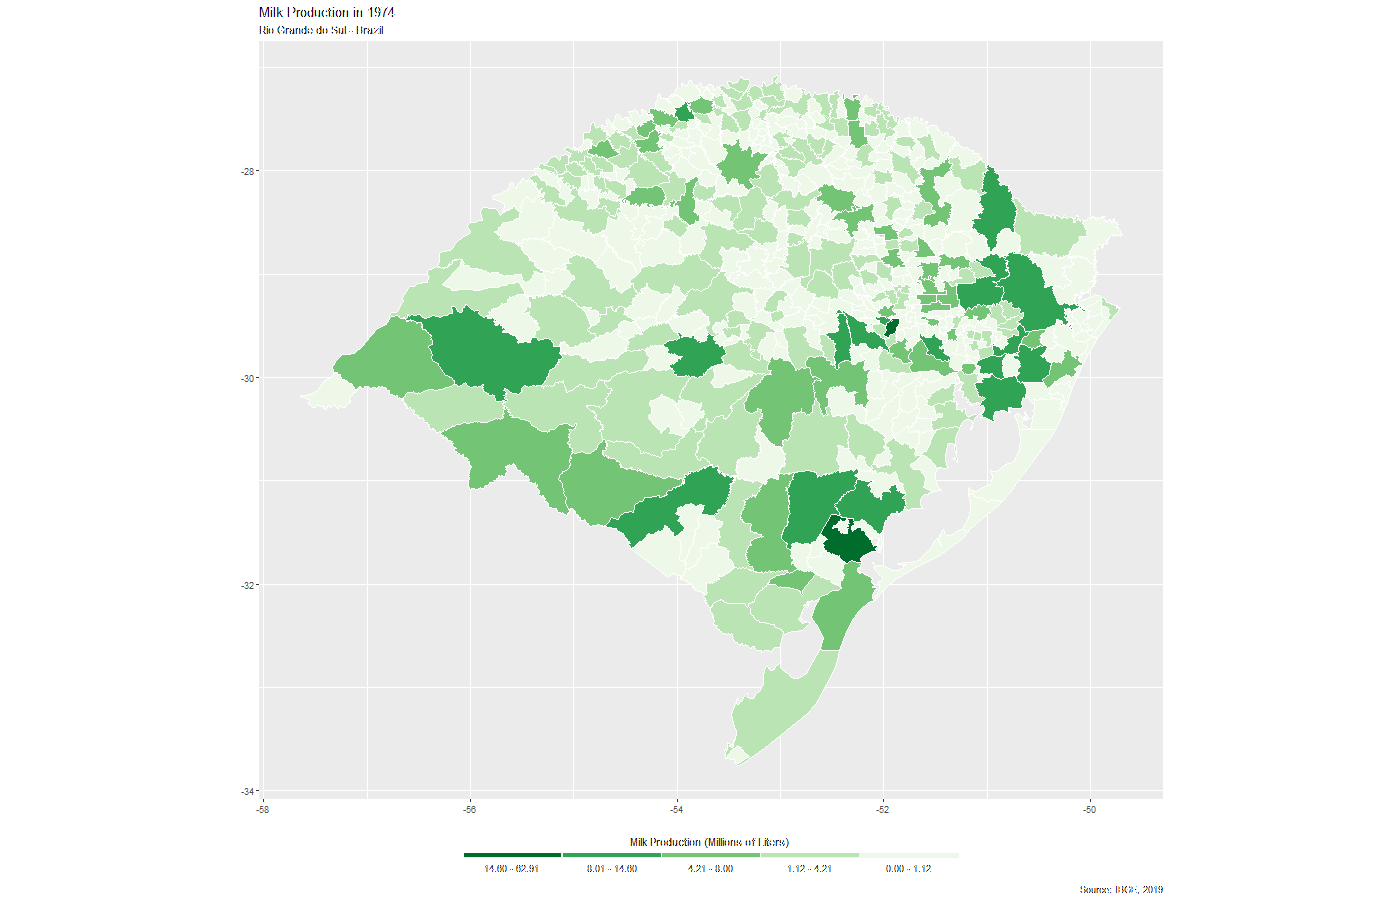 Milk Production in 1974
Rio Grande do Sul - Brazil
-28
-30
-32
-34
-58
-56
-54
-52
-50
Milk Production (Millions of Liters)
14.60 - 62.91
8.01 - 14.60
4.21 - 8.00
1.12 - 4.21
0.00 - 1.12
Source: IBGE, 2019